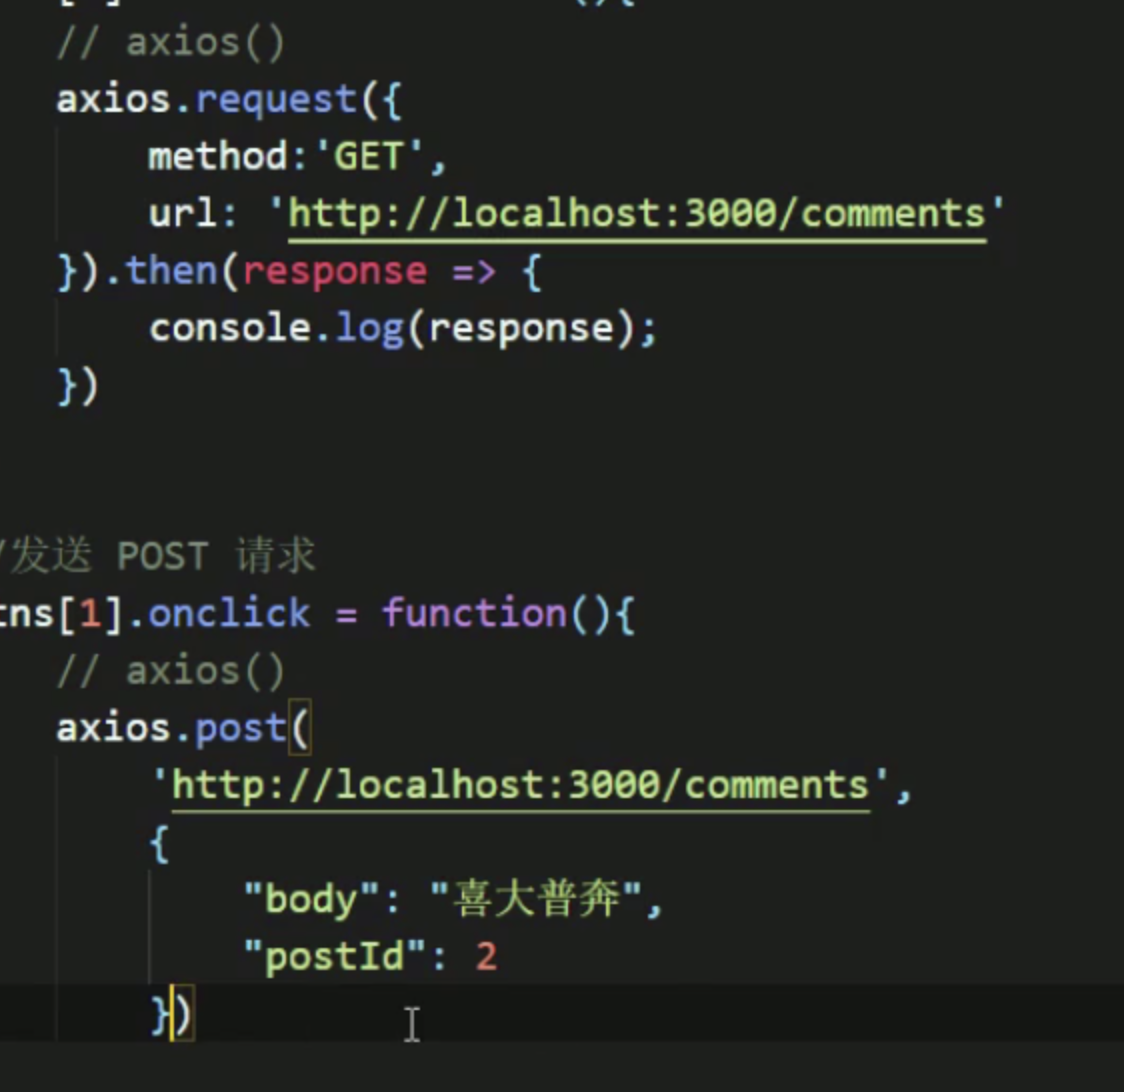 (){
// axios()
axios.request({
method:'GET',
url: 'http://localhost:3000/comments'
}).then(response => {
console.log(response);
})
/发送 POST 请求
tns[1].onclick = function(){
// axios()
axios.post(
'http://localhost:3000/comments',
{
"body": "喜大普奔",
"postId": 2
})